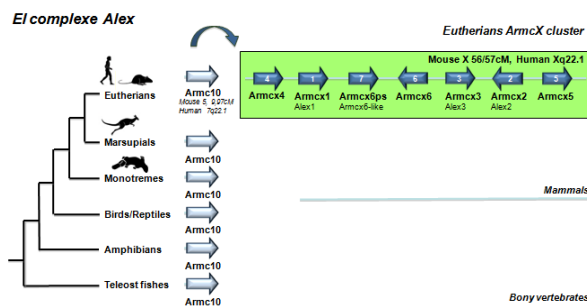 El complexe Alex
Eutherians ArmcX cluster
Mouse X 56/57cM, Human Xq22.1
4 1 7 6 3 2 5
Armcx4 Armcx1 Armcx6ps Armcx6 Armcx3 Armcx2 Armcx5
Alex1 Armcx6-like Alex3 Alex2
Eutherians
Armc10
Mouse 5, 9,97cM
Human 7q22.1
Marsupials
Armc10
Monotremes
Armc10
Mammals
Birds/Reptiles
Armc10
Amphibians
Armc10
Teleost fishes
Armc10
Bony vertebrates